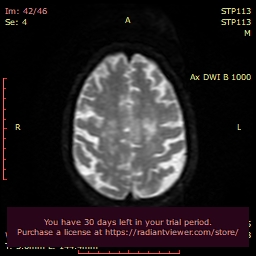 Im: 42/46
Se: 4
A
STP113
STP113
M
Ax DWI B 1000
R
L
You have 30 days left in your trial period.
Purchase a license at https://radiantviewer.com/store/